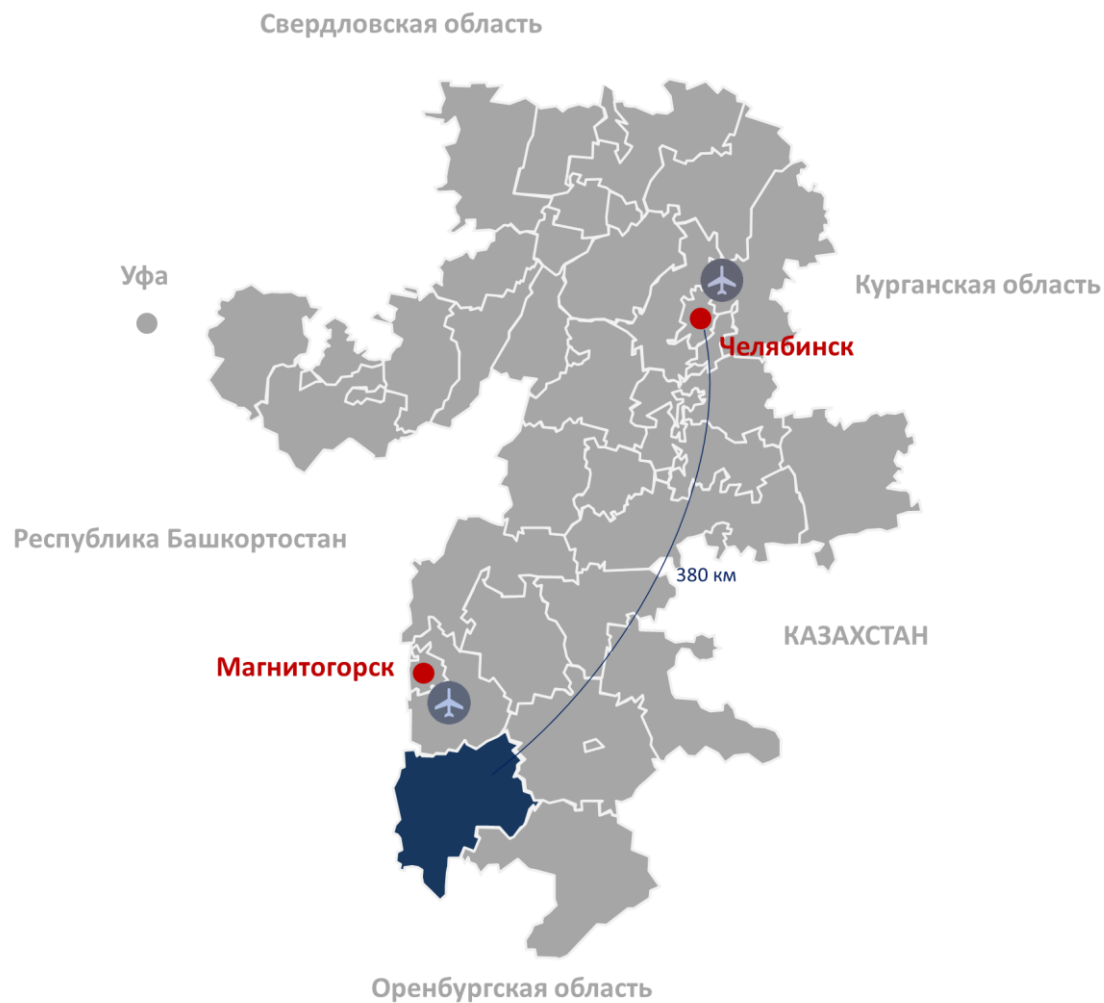 Свердловская область
Уфа
Курганская область
Челябинск
Республика Башкортостан
380 км
КАЗАХСТАН
Магнитогорск
Оренбургская область